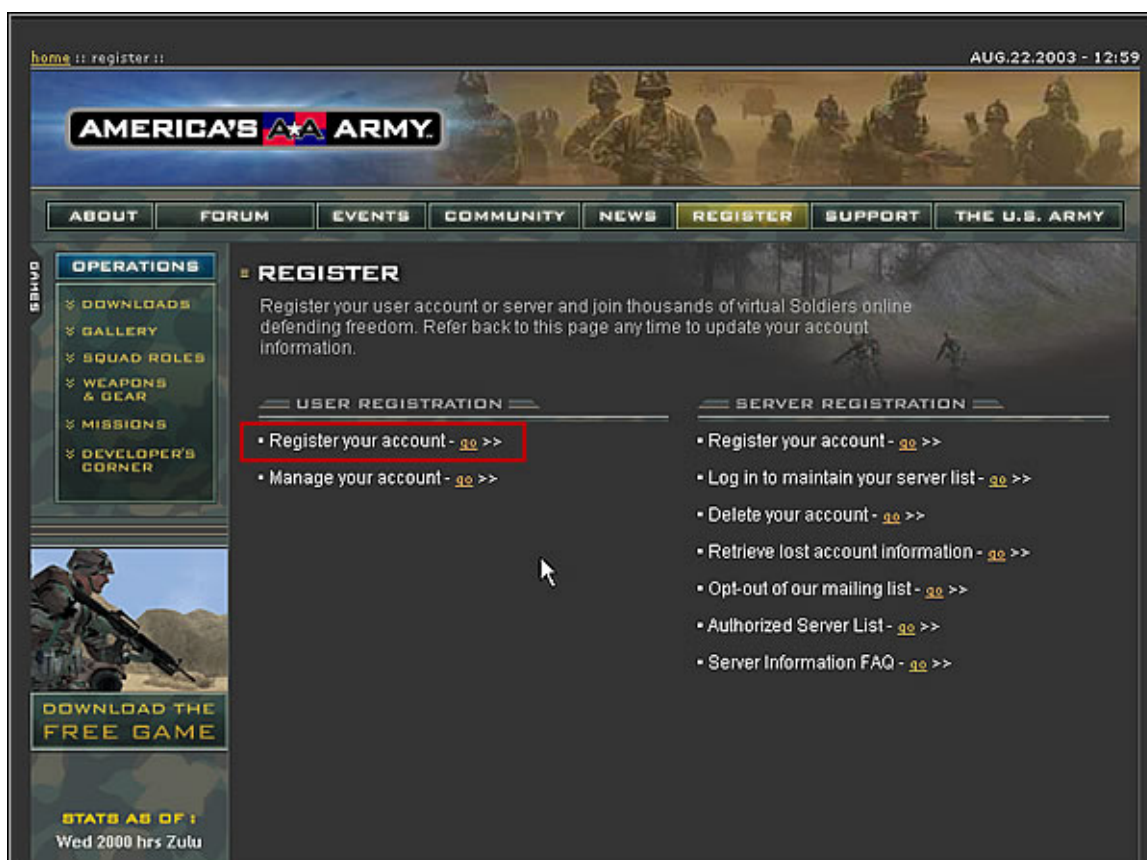 home :: register ::
AUG.22.2003 - 12:59
AMERICA'S AA ARMY.
ABOUT FORUM EVENTS COMMUNITY NEWS REGISTER SUPPORT THE U.S. ARMY
GAMES
OPERATIONS
DOWNLOADS
GALLERY
SQUAD ROLES
WEAPONS
& GEAR
MISSIONS
DEVELOPER'S
CORNER
DOWNLOAD THE
FREE GAME
STATS AS OF :
Wed 2000 hrs Zulu
REGISTER
Register your user account or server and join thousands of virtual Soldiers online
defending freedom. Refer back to this page any time to update your account
information.
USER REGISTRATION
▪ Register your account - go >>
▪ Manage your account - go >>
SERVER REGISTRATION
▪ Register your account - go >>
▪ Log in to maintain your server list - go >>
▪ Delete your account - go >>
▪ Retrieve lost account information - go >>
▪ Opt-out of our mailing list - go >>
▪ Authorized Server List - go >>
▪ Server Information FAQ - go >>